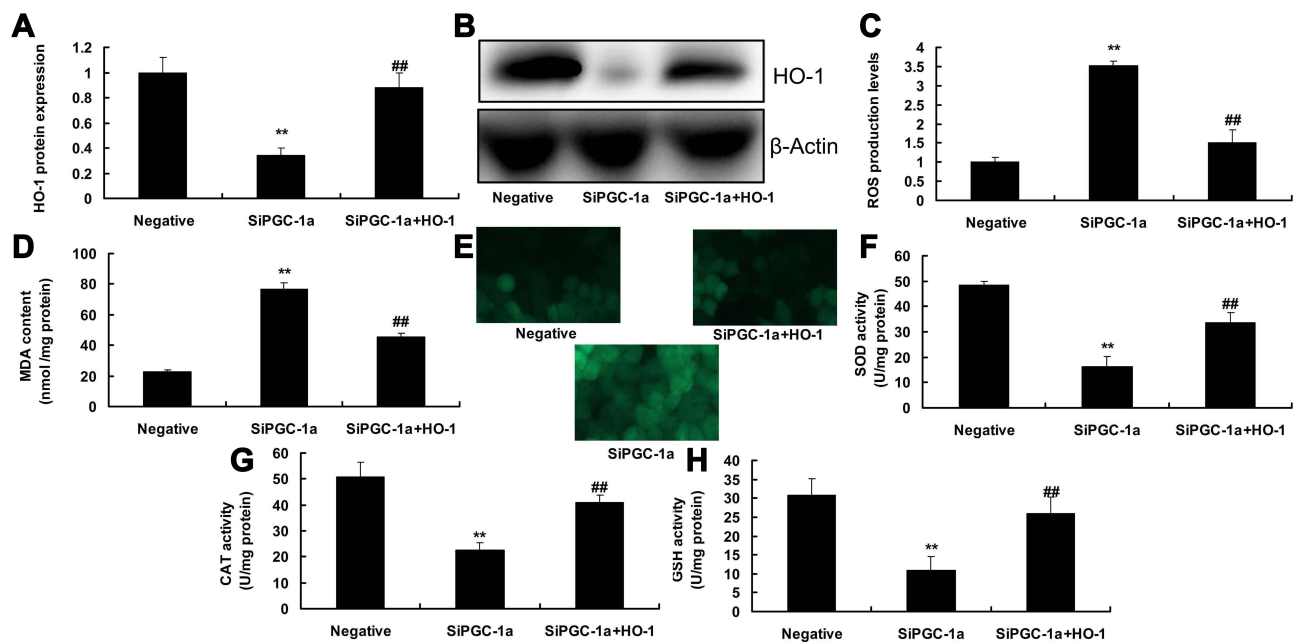 A
HO-1 protein expression
1.2
1
0.8
0.6
0.4
0.2
0
**
##
Negative
SiPGC-1a
SiPGC-1a+HO-1
B
HO-1
β-Actin
Negative
SiPGC-1a
SiPGC-1a+HO-1
C
ROS production levels
4
3.5
3
2.5
2
1.5
1
0.5
0
**
##
Negative
SiPGC-1a
SiPGC-1a+HO-1
D
MDA content
(nmol /mg protein)
100
80
60
40
20
0
**
##
Negative
SiPGC-1a
SiPGC-1a+HO-1
E
Negative
SiPGC-1a+HO-1
SiPGC-1a
F
SOD activity
(U/mg protein)
60
50
40
30
20
10
0
**
##
Negative
SiPGC-1a
SiPGC-1a+HO-1
G
CAT activity
(U/mg protein)
60
50
40
30
20
10
0
**
##
Negative
SiPGC-1a
SiPGC-1a+HO-1
H
GSH activity
(U/mg protein)
40
35
30
25
20
15
10
5
0
**
##
Negative
SiPGC-1a
SiPGC-1a+HO-1